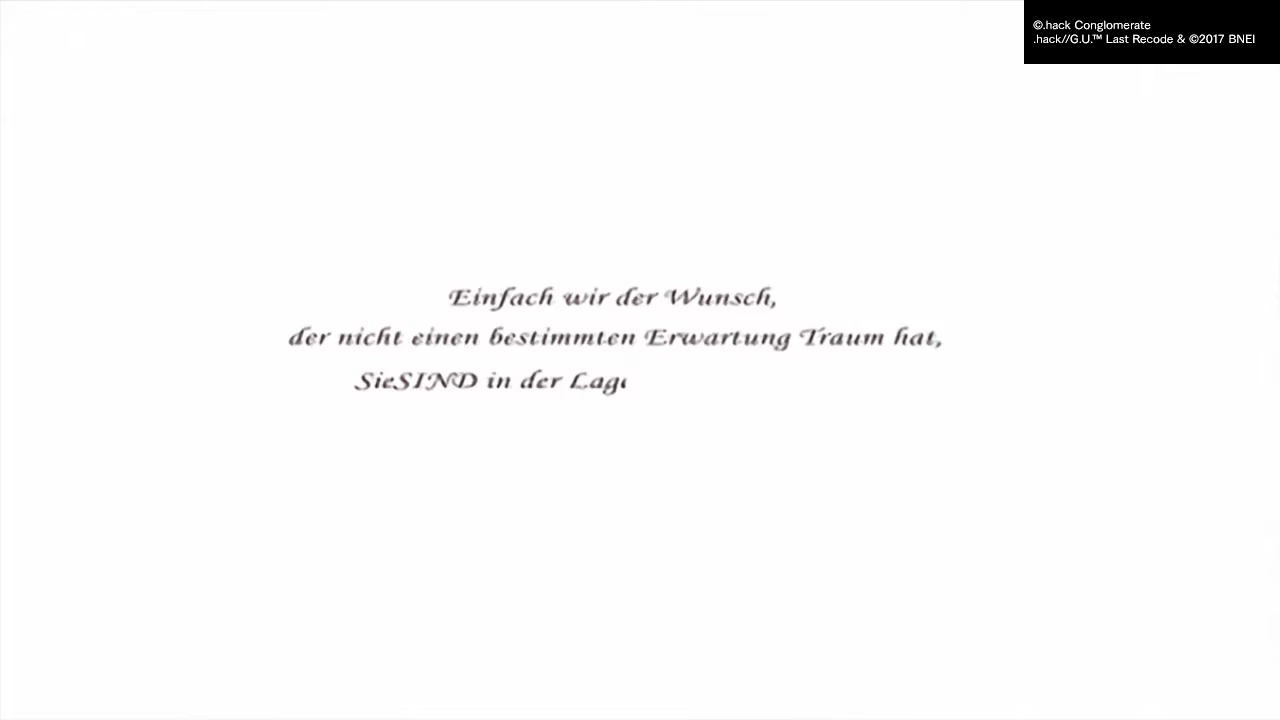 ©.hack Conglomerate
.hack//G.U.™ Last Recode & ©2017 BNEI
Einfach wir der Wunsch,
der nicht einen bestimmten Erwartung Traum hat,
SieSIND in der Lage